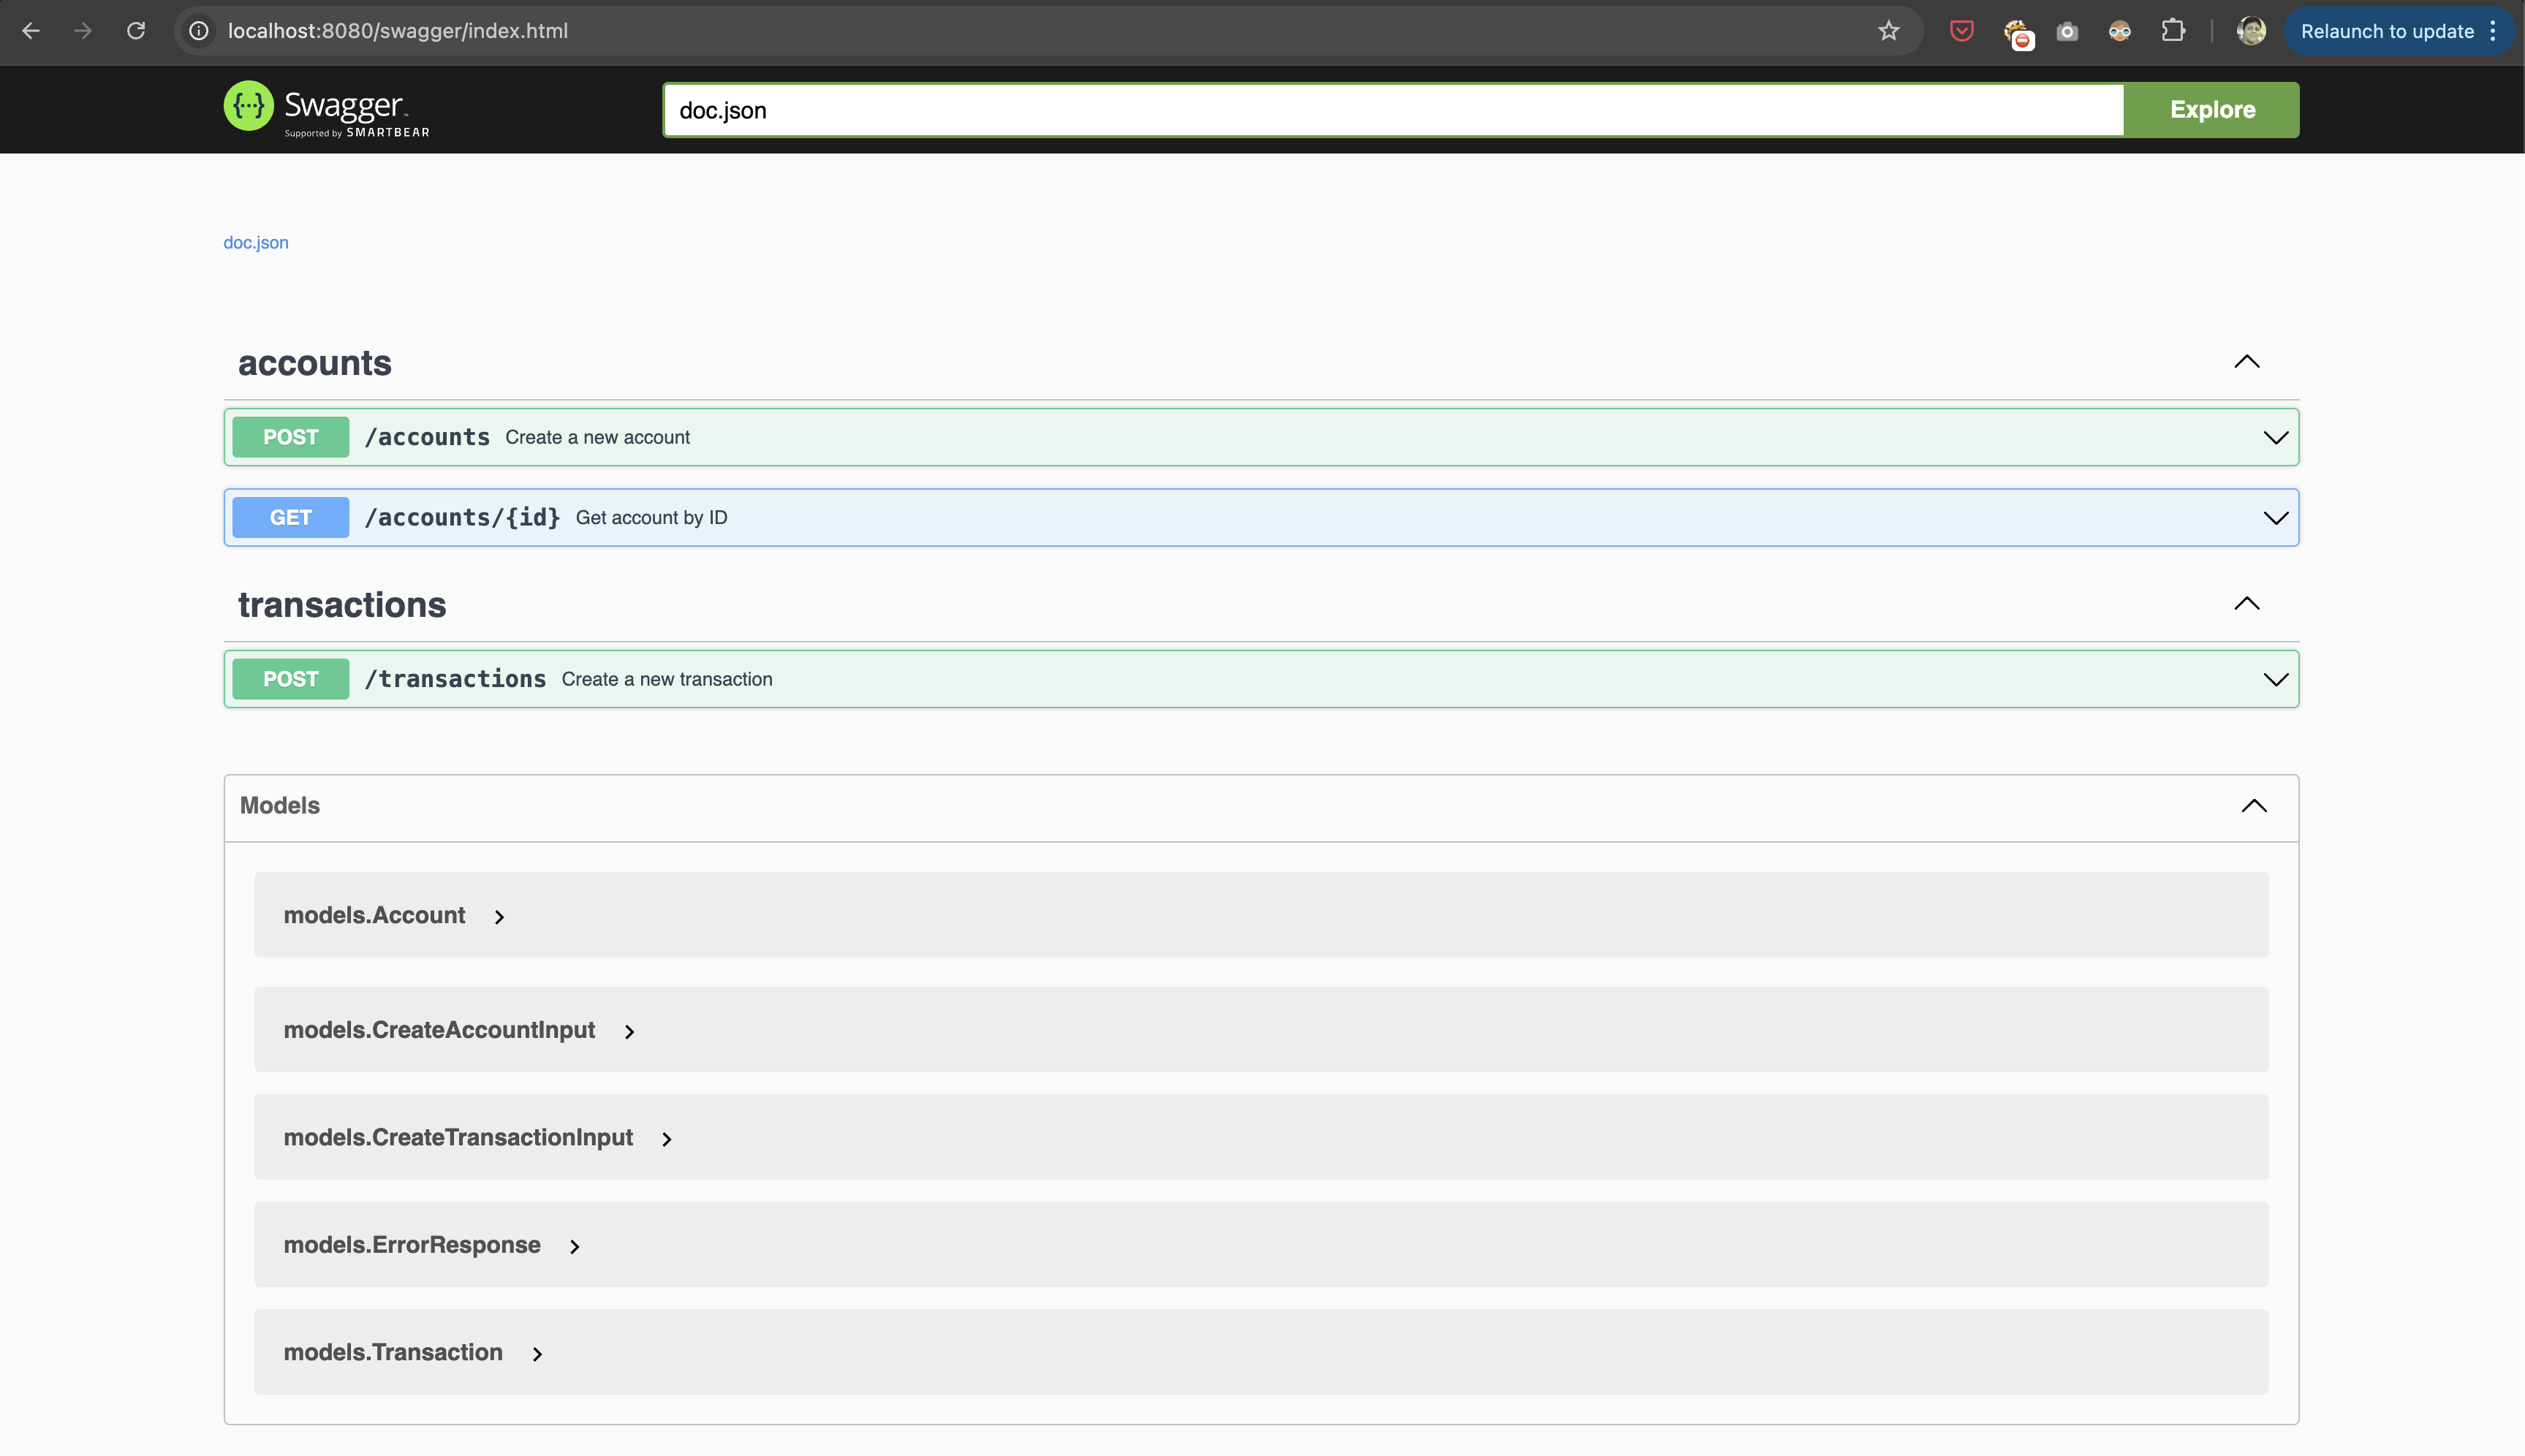 localhost:8080/swagger/index.html
Relaunch to update
Swagger™
Supported by SMARTBEAR
doc.json
Explore
doc.json
accounts
POST /accounts Create a new account
GET /accounts/{id} Get account by ID
transactions
POST /transactions Create a new transaction
Models
models.Account
models.CreateAccountInput
models.CreateTransactionInput
models.ErrorResponse
models.Transaction